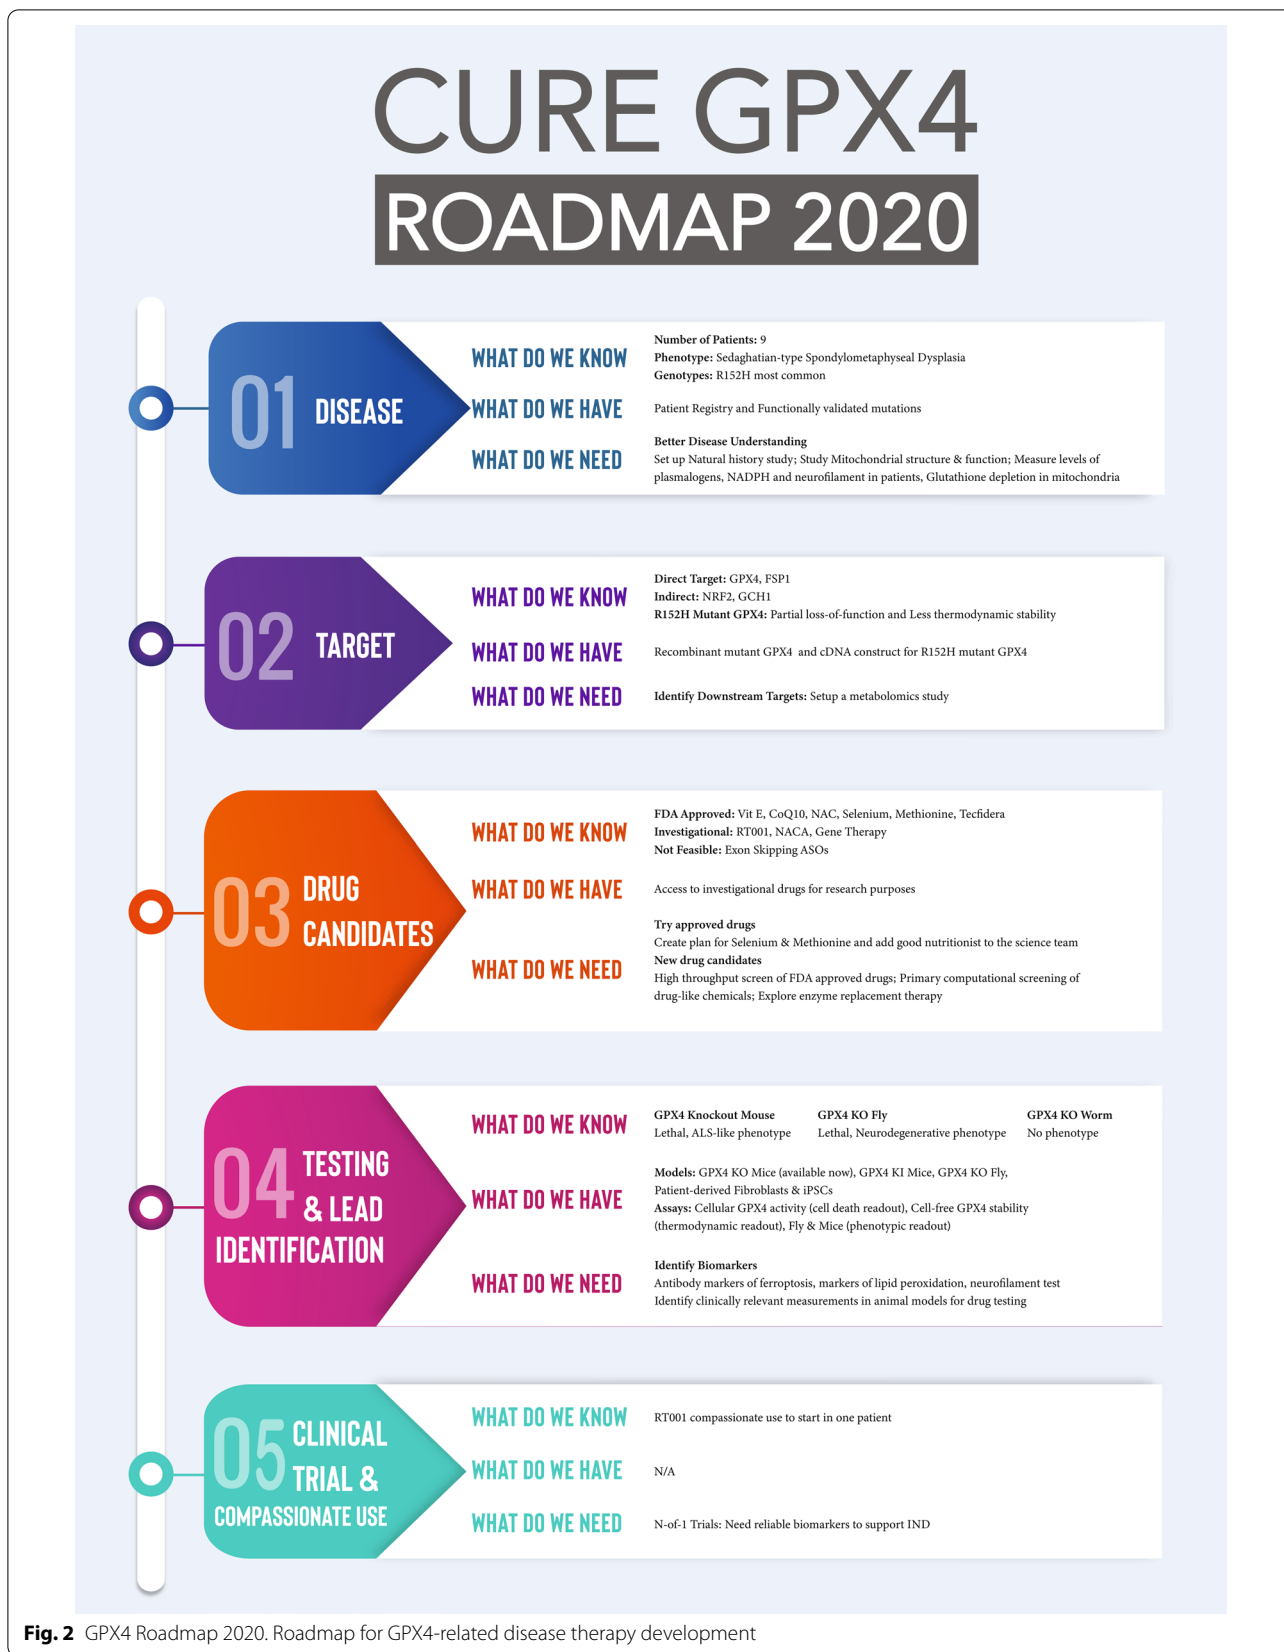 CURE GPX4
ROADMAP 2020
01 DISEASE
WHAT DO WE KNOW
Number of Patients: 9
Phenotype: Sedaghatian-type Spondylometaphyseal Dysplasia
Genotypes: R152H most common
WHAT DO WE HAVE
Patient Registry and Functionally validated mutations
WHAT DO WE NEED
Better Disease Understanding
Set up Natural history study; Study Mitochondrial structure & function; Measure levels of
plasmalogens, NADPH and neurofilament in patients, Glutathione depletion in mitochondria
02 TARGET
WHAT DO WE KNOW
Direct Target: GPX4, FSP1
Indirect: NRF2, GCH1
R152H Mutant GPX4: Partial loss-of-function and Less thermodynamic stability
WHAT DO WE HAVE
Recombinant mutant GPX4 and cDNA construct for R152H mutant GPX4
WHAT DO WE NEED
Identify Downstream Targets: Setup a metabolomics study
03 DRUG
CANDIDATES
WHAT DO WE KNOW
FDA Approved: Vit E, CoQ10, NAC, Selenium, Methionine, Tecfidera
Investigational: RT001, NACA, Gene Therapy
Not Feasible: Exon Skipping ASOs
WHAT DO WE HAVE
Access to investigational drugs for research purposes
WHAT DO WE NEED
Try approved drugs
Create plan for Selenium & Methionine and add good nutritionist to the science team
New drug candidates
High throughput screen of FDA approved drugs; Primary computational screening of
drug-like chemicals; Explore enzyme replacement therapy
04 TESTING
& LEAD
IDENTIFICATION
WHAT DO WE KNOW
GPX4 Knockout Mouse GPX4 KO Fly GPX4 KO Worm
Lethal, ALS-like phenotype Lethal, Neurodegenerative phenotype No phenotype
WHAT DO WE HAVE
Models: GPX4 KO Mice (available now), GPX4 KI Mice, GPX4 KO Fly,
Patient-derived Fibroblasts & iPSCs
Assays: Cellular GPX4 activity (cell death readout), Cell-free GPX4 stability
(thermodynamic readout), Fly & Mice (phenotypic readout)
WHAT DO WE NEED
Identify Biomarkers
Antibody markers of ferroptosis, markers of lipid peroxidation, neurofilament test
Identify clinically relevant measurements in animal models for drug testing
05 CLINICAL
TRIAL &
COMPASSIONATE USE
WHAT DO WE KNOW
RT001 compassionate use to start in one patient
WHAT DO WE HAVE
N/A
WHAT DO WE NEED
N-of-1 Trials: Need reliable biomarkers to support IND
Fig. 2 GPX4 Roadmap 2020. Roadmap for GPX4-related disease therapy development